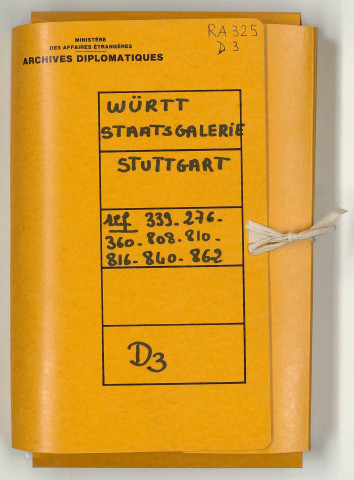 MINISTÈRE
DES AFFAIRES ÉTRANGÈRES
ARCHIVES DIPLOMATIQUES
RA 325
D 3
WÜRTT
STAATSGALERiE
STUTTGART
ref 339-276-
360-808-810-
816-840-862
D3